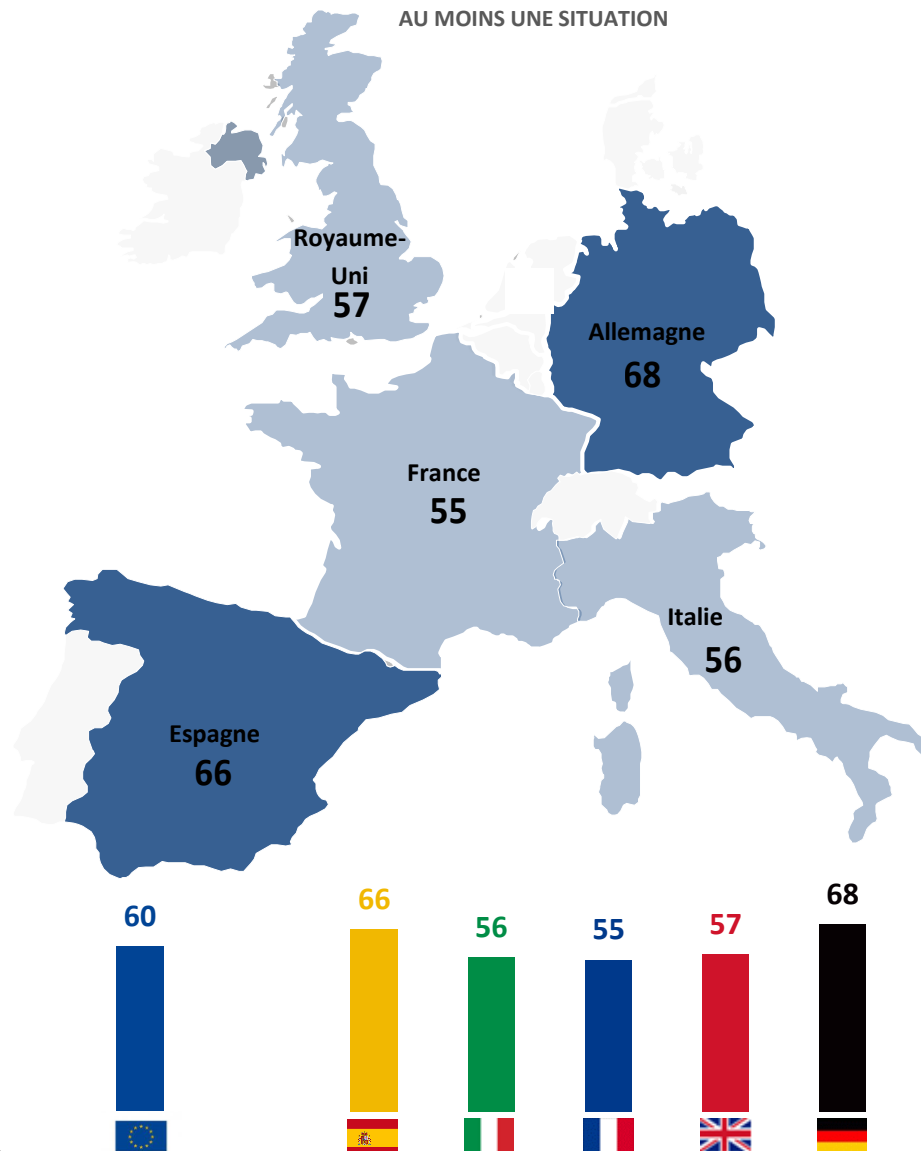 AU MOINS UNE SITUATION
Royaume-
Uni
57
Allemagne
68
France
55
Italie
56
Espagne
66
60
66
56
55
57
68